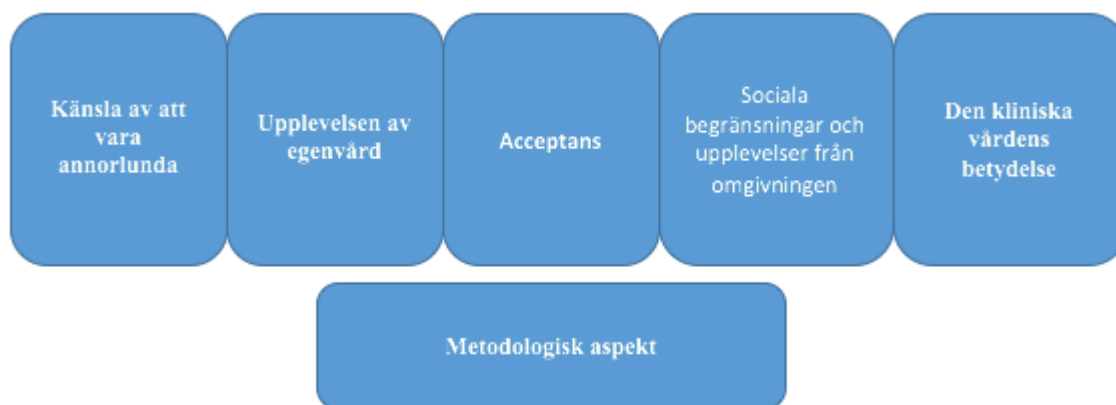 Känsla av att
vara
annorlunda
Upplevelsen av
egenvård
Acceptans
Sociala
begränsningar och
upplevelser från
omgivningen
Den kliniska
vårdens
betydelse
Metodologisk aspekt